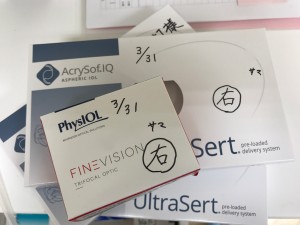 様
AcrySof.IQ
ASPHERIC IOL
3/31
右
サマ
PhysIOL
3/31
サマ
FINEVISION
TRIFOCAL OPTIC
右
UltraSert
pre-loaded
delivery system
UltraSert
pre-loaded
delivery system